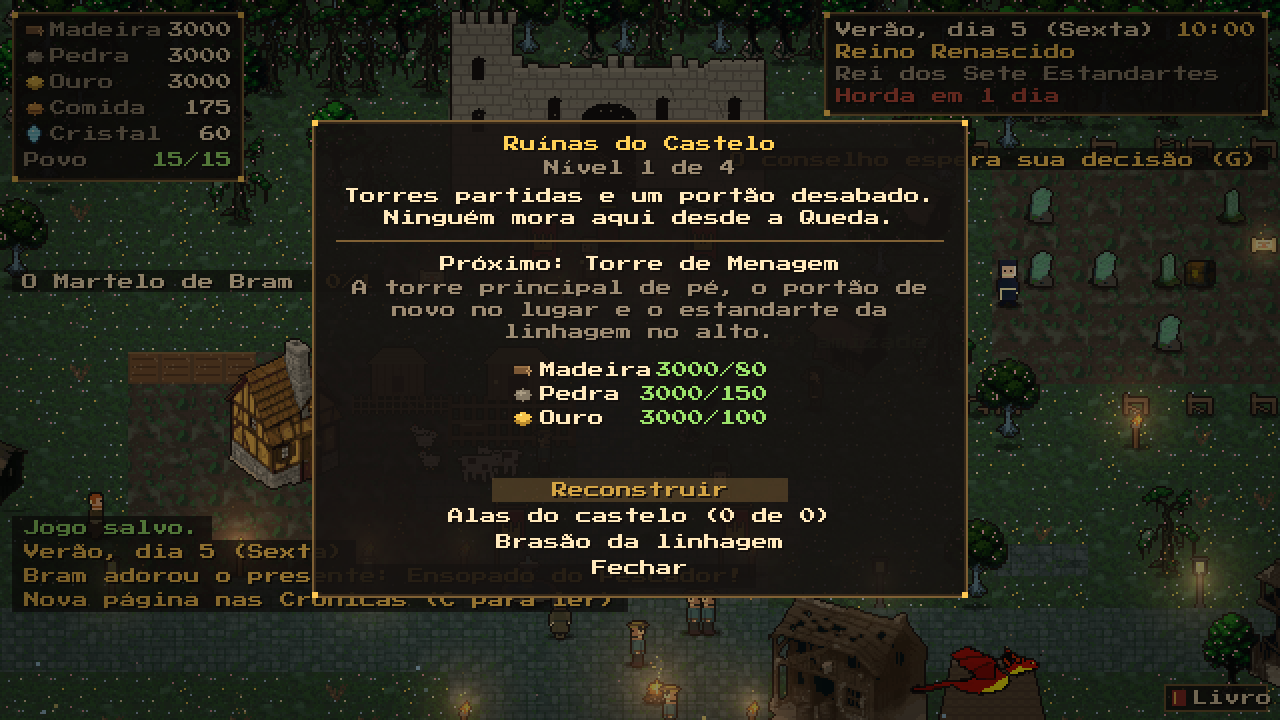 Madeira 3000
Pedra 3000
Ouro 3000
Comida 175
Cristal 60
Povo 15/15
Verão, dia 5 (Sexta) 10:00
Reino Renascido
Rei dos Sete Estandartes
Horda em 1 dia
O conselho espera sua decisão (G)
Ruínas do Castelo
Nível 1 de 4
Torres partidas e um portão desabado.
Ninguém mora aqui desde a Queda.
O Martelo de Bram
Próximo: Torre de Menagem
A torre principal de pé, o portão de
novo no lugar e o estandarte da
linhagem no alto.
Madeira 3000/80
Pedra 3000/150
Ouro 3000/100
Reconstruir
Alas do castelo (0 de 0)
Brasão da linhagem
Fechar
Jogo salvo.
Verão, dia 5 (Sexta)
Bram adorou o presente: Ensopado do Pescador!
Nova página nas Crônicas (C para ler)
Livro